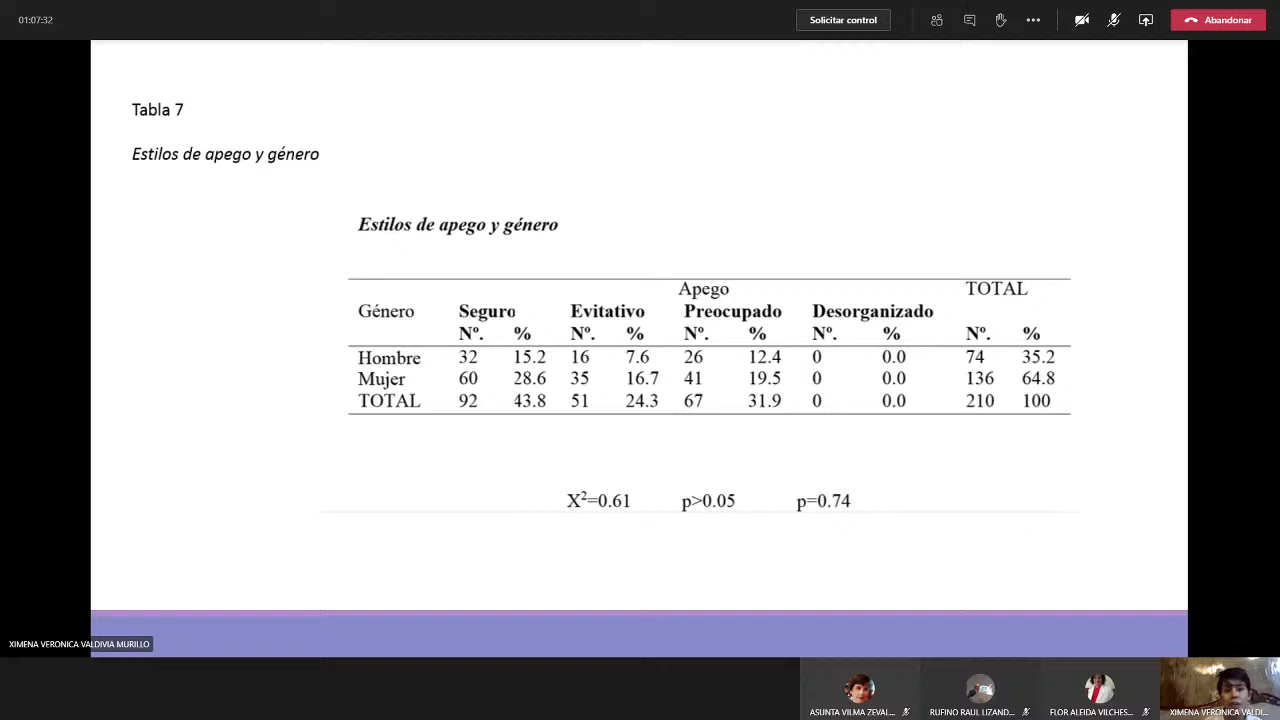 01:07:32
Solicitar control
Abandonar
Tabla 7
Estilos de apego y género
Estilos de apego y género
Apego TOTAL
Género Seguro Evitativo Preocupado Desorganizado
Nº. % Nº. % Nº. % Nº. % Nº. %
Hombre 32 15.2 16 7.6 26 12.4 0 0.0 74 35.2
Mujer 60 28.6 35 16.7 41 19.5 0 0.0 136 64.8
TOTAL 92 43.8 51 24.3 67 31.9 0 0.0 210 100
X²=0.61 p>0.05 p=0.74
XIMENA VERONICA VALDIVIA MURILLO
ASUNTA VILMA ZEVAL... RUFINO RAUL LIZAND... FLOR ALEIDA VILCHES... XIMENA VERONICA VALDI...